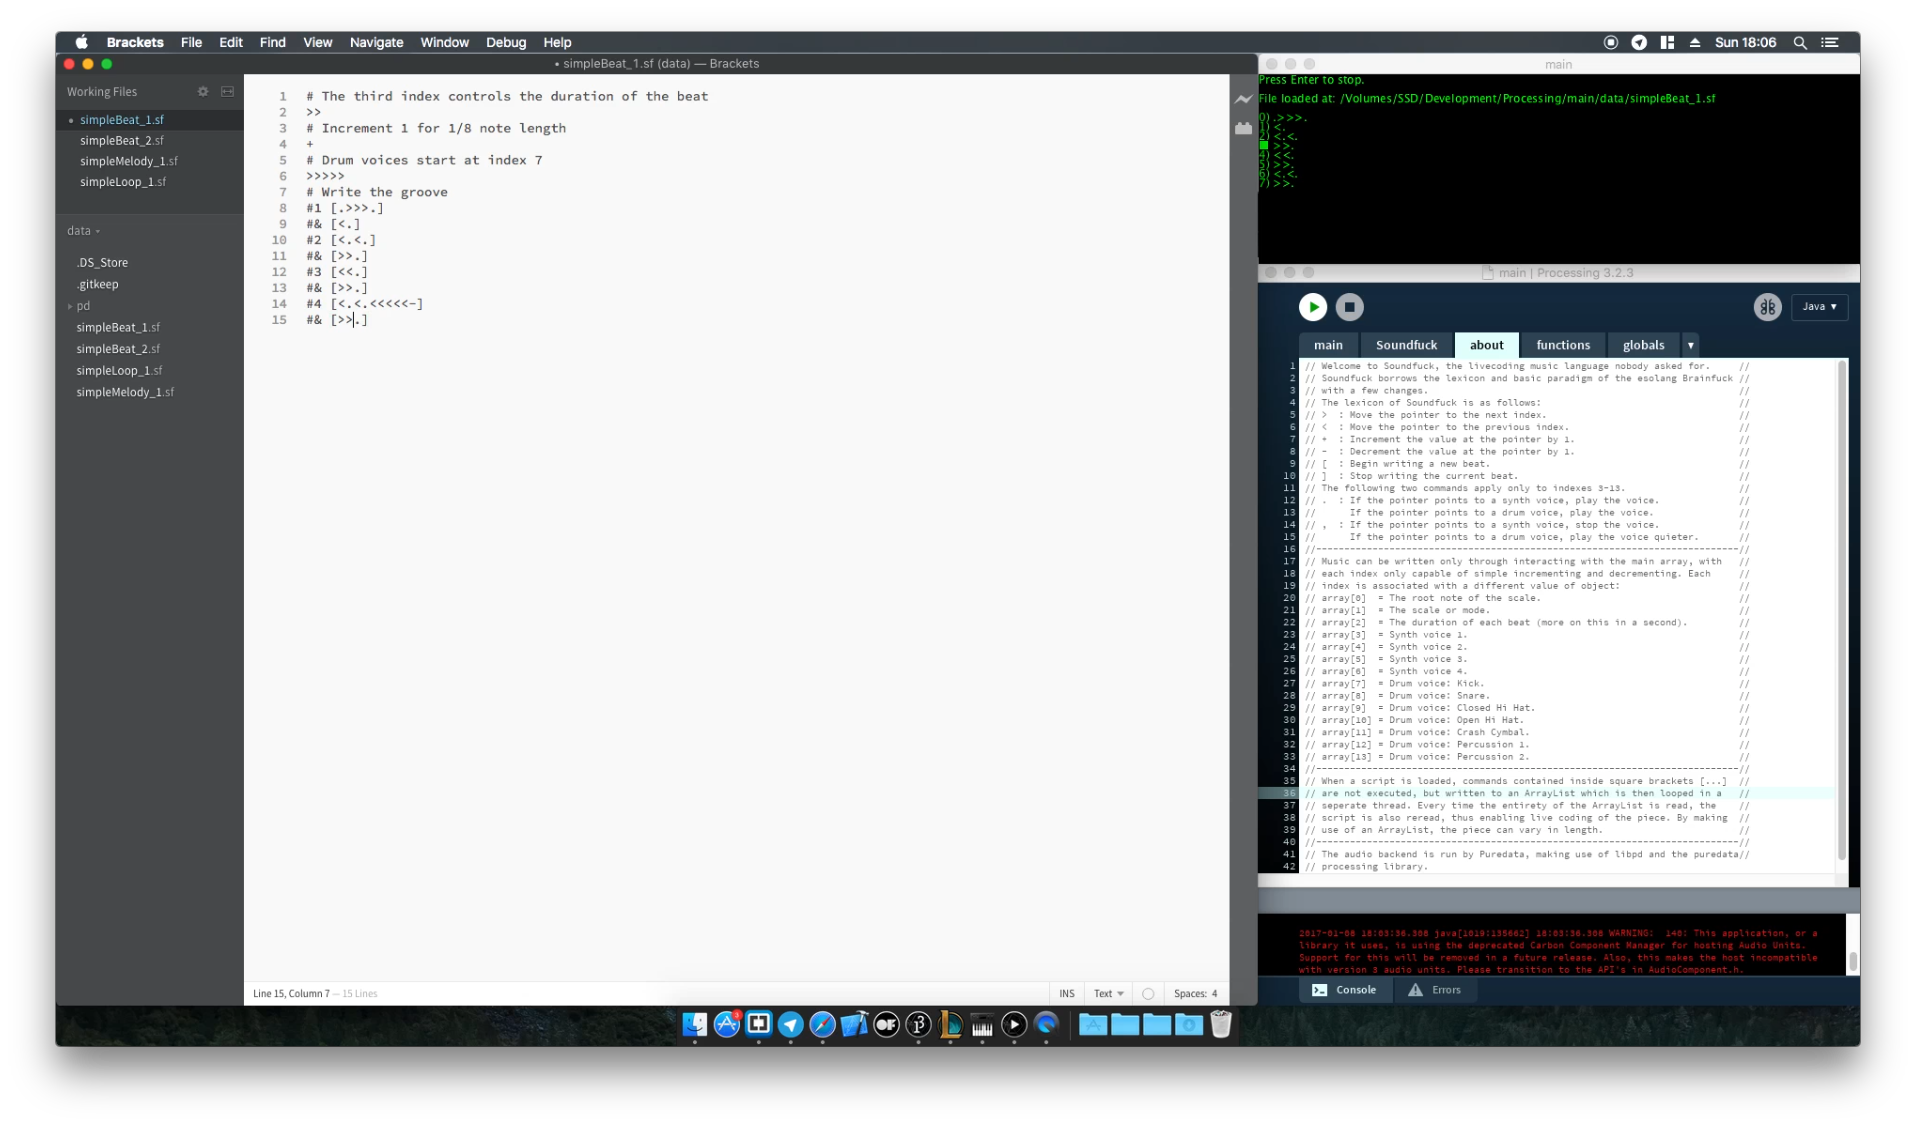 Brackets File Edit Find View Navigate Window Debug Help
Sun 18:06
• simpleBeat_1.sf (data) — Brackets
Working Files
simpleBeat_1.sf
simpleBeat_2.sf
simpleMelody_1.sf
simpleLoop_1.sf
data
.DS_Store
.gitkeep
pd
simpleBeat_1.sf
simpleBeat_2.sf
simpleLoop_1.sf
simpleMelody_1.sf
1 # The third index controls the duration of the beat
2 >>
3 # Increment 1 for 1/8 note length
4 +
5 # Drum voices start at index 7
6 >>>>>
7 # Write the groove
8 #1 [.>>>.]
9 #& [<.]
10 #2 [<.<.]
11 #& [>>.]
12 #3 [<<.]
13 #& [>>.]
14 #4 [<.<.<<<<<-]
15 #& [>>.]
Line 15, Column 7 — 15 Lines
INS Text Spaces: 4
main
Press Enter to stop.
File loaded at: /Volumes/SSD/Development/Processing/main/data/simpleBeat_1.sf
0) .>>>.
1) <.
2) <.<.
>>.
4) <<.
5) >>.
6) <.<.
7) >>.
main | Processing 3.2.3
Java ▾
main Soundfuck about functions globals ▾
1 // Welcome to Soundfuck, the livecoding music language nobody asked for. //
2 // Soundfuck borrows the lexicon and basic paradigm of the esolang Brainfuck //
3 // with a few changes. //
4 // The lexicon of Soundfuck is as follows: //
5 // > : Move the pointer to the next index. //
6 // < : Move the pointer to the previous index. //
7 // + : Increment the value at the pointer by 1. //
8 // - : Decrement the value at the pointer by 1. //
9 // [ : Begin writing a new beat. //
10 // ] : Stop writing the current beat. //
11 // The following two commands apply only to indexes 3-13. //
12 // . : If the pointer points to a synth voice, play the voice. //
13 // If the pointer points to a drum voice, play the voice. //
14 // , : If the pointer points to a synth voice, stop the voice. //
15 // If the pointer points to a drum voice, play the voice quieter. //
16 //--------------------------------------------------------------------------//
17 // Music can be written only through interacting with the main array, with //
18 // each index only capable of simple incrementing and decrementing. Each //
19 // index is associated with a different value of object: //
20 // array[0] = The root note of the scale. //
21 // array[1] = The scale or mode. //
22 // array[2] = The duration of each beat (more on this in a second). //
23 // array[3] = Synth voice 1. //
24 // array[4] = Synth voice 2. //
25 // array[5] = Synth voice 3. //
26 // array[6] = Synth voice 4. //
27 // array[7] = Drum voice: Kick. //
28 // array[8] = Drum voice: Snare. //
29 // array[9] = Drum voice: Closed Hi Hat. //
30 // array[10] = Drum voice: Open Hi Hat. //
31 // array[11] = Drum voice: Crash Cymbal. //
32 // array[12] = Drum voice: Percussion 1. //
33 // array[13] = Drum voice: Percussion 2. //
34 //--------------------------------------------------------------------------//
35 // When a script is loaded, commands contained inside square brackets [...] //
36 // are not executed, but written to an ArrayList which is then looped in a //
37 // seperate thread. Every time the entirety of the ArrayList is read, the //
38 // script is also reread, thus enabling live coding of the piece. By making //
39 // use of an ArrayList, the piece can vary in length. //
40 //--------------------------------------------------------------------------//
41 // The audio backend is run by Puredata, making use of libpd and the puredata//
42 // processing library.
2017-01-08 18:03:36.306 java[1019:135662] 18:03:36.306 WARNING: 140: This application, or a
library it uses, is using the deprecated Carbon Component Manager for hosting Audio Units.
Support for this will be removed in a future release. Also, this makes the host incompatible
with version 3 audio units. Please transition to the API's in AudioComponent.h.
Console Errors